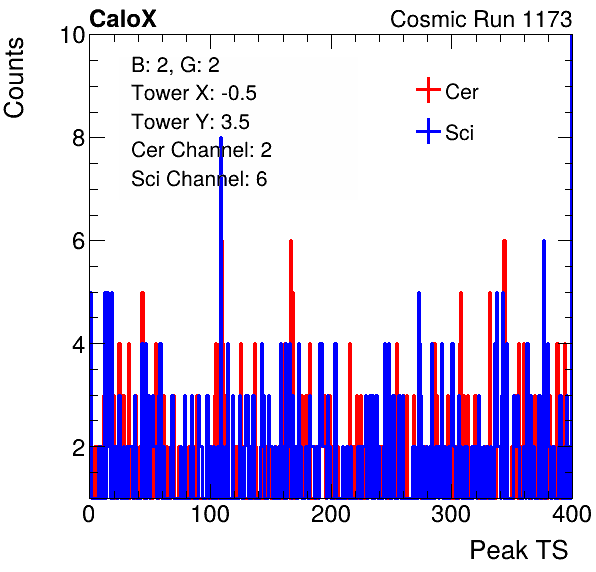 CaloX Cosmic Run 1173
Counts
10
8
6
4
2
B: 2, G: 2
Tower X: -0.5
Tower Y: 3.5
Cer Channel: 2
Sci Channel: 6
Cer
Sci
0 100 200 300 400
Peak TS